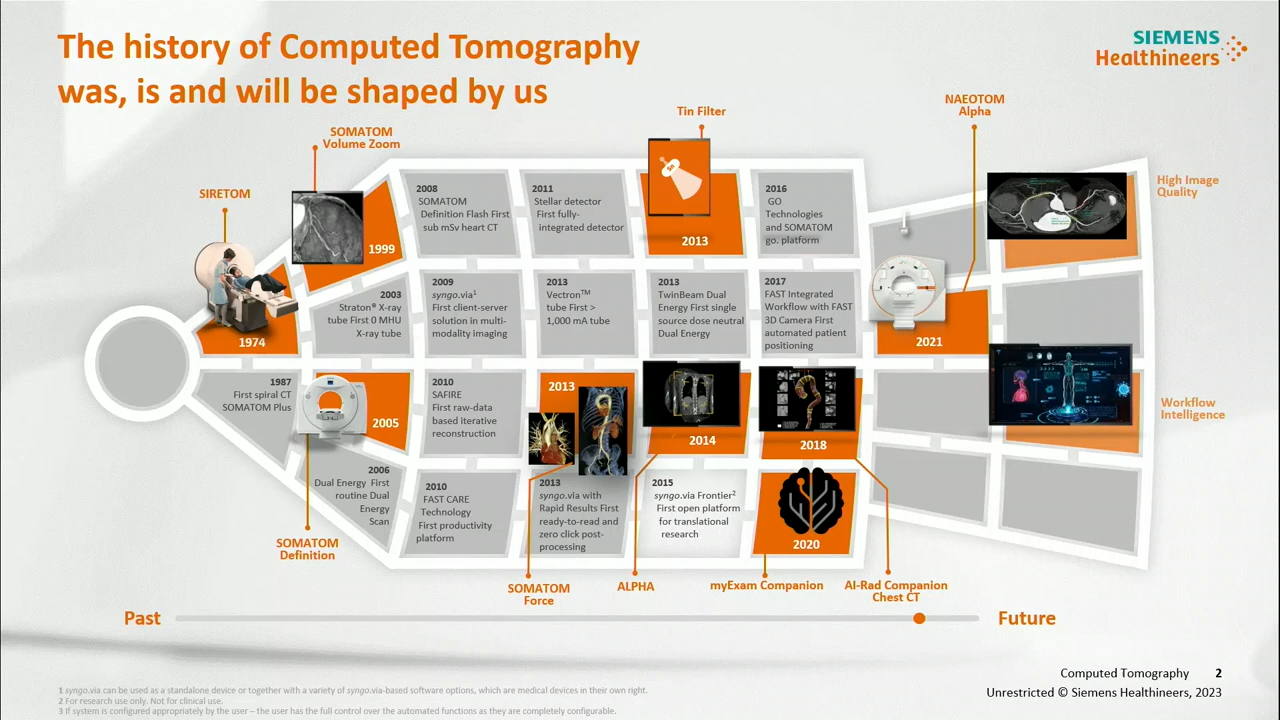 The history of Computed Tomography
was, is and will be shaped by us
SIEMENS
Healthineers
SIRETOM
SOMATOM
Volume Zoom
Tin Filter
NAEOTOM
Alpha
1974
1999
2008
SOMATOM
Definition Flash First
sub mSv heart CT
2011
Stellar detector
First fully-
integrated detector
Sn
2013
2016
GO
Technologies
and SOMATOM
go. platform
High Image
Quality
2003
Straton® X-ray
tube First 0 MHU
X-ray tube
2009
syngo.via1
First client-server
solution in multi-
modality imaging
2013
Vectron™
tube First >
1,000 mA tube
2013
TwinBeam Dual
Energy First single
source dose neutral
Dual Energy
2017
FAST Integrated
Workflow with FAST
3D Camera First
automated patient
positioning
2021
1987
First spiral CT
SOMATOM Plus
2005
2010
SAFIRE
First raw-data
based iterative
reconstruction
2013
2014
2018
Workflow
Intelligence
2006
Dual Energy First
routine Dual
Energy
Scan
2010
FAST CARE
Technology
First productivity
platform
2013
syngo.via with
Rapid Results First
ready-to-read and
zero click post-
processing
2015
syngo.via Frontier2
First open platform
for translational
research
2020
SOMATOM
Definition
SOMATOM
Force
ALPHA
myExam Companion
AI-Rad Companion
Chest CT
Past
Future
Computed Tomography 2
Unrestricted © Siemens Healthineers, 2023
1 syngo.via can be used as a standalone device or together with a variety of syngo.via-based software options, which are medical devices in their own right.
2 For research use only. Not for clinical use.
3 If system is configured appropriately by the user – the user has the full control over the automated functions as they are completely configurable.